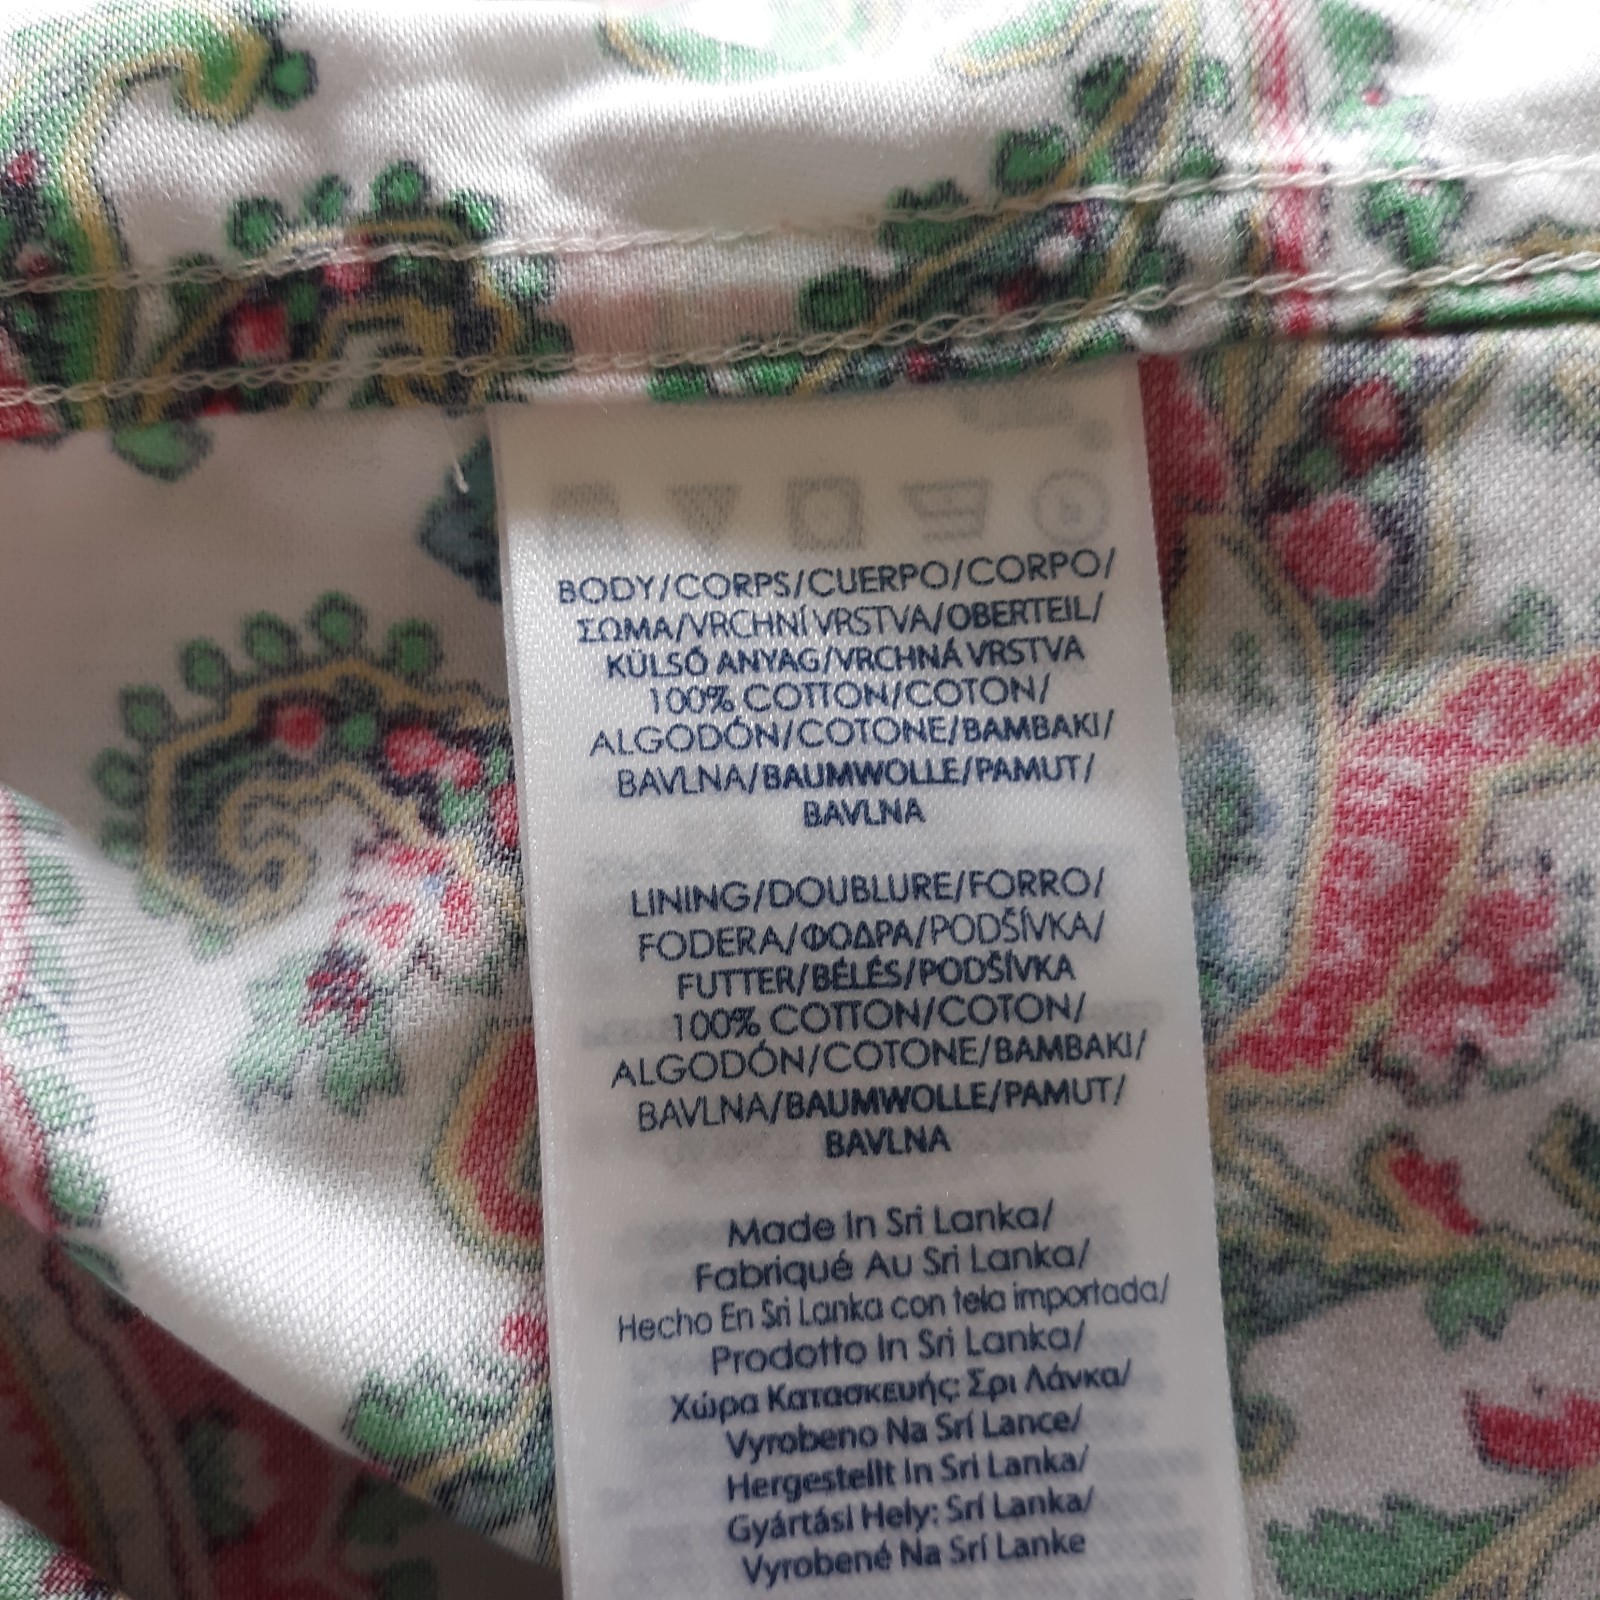 BODY/CORPS/CUERPO/CORPO/
ΣΩΜΑ/VRCHNÍ VRSTVA/OBERTEIL/
KÜLSŐ ANYAG/VRCHNÁ VRSTVA
100% COTTON/COTON/
ALGODÓN/COTONE/BAMBAKI/
BAVLNA/BAUMWOLLE/PAMUT/
BAVLNA
LINING/DOUBLURE/FORRO/
FODERA/ΦΟΔΡΑ/PODŠÍVKA/
FUTTER/BÉLÉS/PODŠÍVKA
100% COTTON/COTON/
ALGODÓN/COTONE/BAMBAKI/
BAVLNA/BAUMWOLLE/PAMUT/
BAVLNA
Made In Sri Lanka/
Fabriqué Au Sri Lanka/
Hecho En Sri Lanka con tela importada/
Prodotto In Sri Lanka/
Χώρα Κατασκευής: Σρι Λάνκα/
Vyrobeno Na Srí Lance/
Hergestellt In Sri Lanka/
Gyártási Hely: Srí Lanka/
Vyrobené Na Srí Lanke